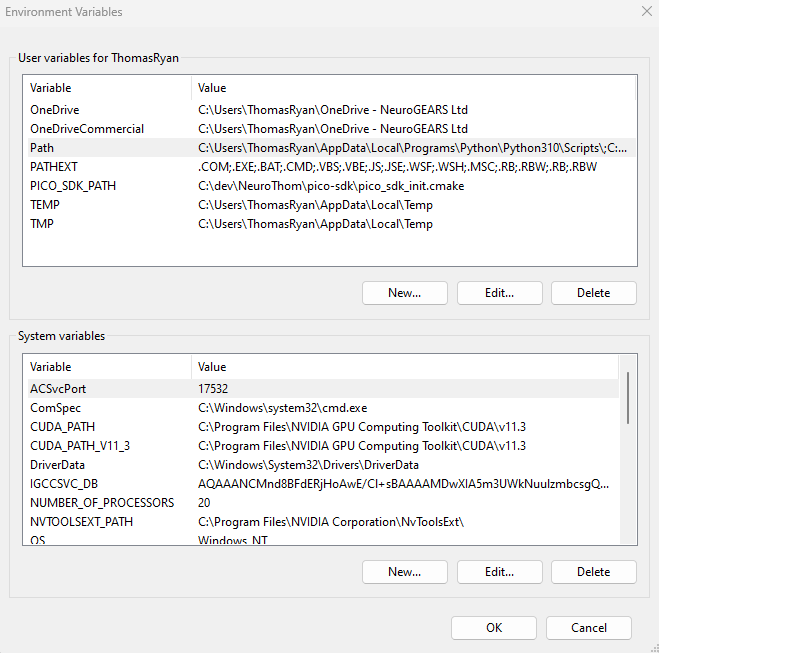 Environment Variables
User variables for ThomasRyan
Variable Value
OneDrive C:\Users\ThomasRyan\OneDrive - NeuroGEARS Ltd
OneDriveCommercial C:\Users\ThomasRyan\OneDrive - NeuroGEARS Ltd
Path C:\Users\ThomasRyan\AppData\Local\Programs\Python\Python310\Scripts\;C:...
PATHEXT .COM;.EXE;.BAT;.CMD;.VBS;.VBE;.JS;.JSE;.WSF;.WSH;.MSC;.RB;.RBW;.RB;.RBW
PICO_SDK_PATH C:\dev\NeuroThom\pico-sdk\pico_sdk_init.cmake
TEMP C:\Users\ThomasRyan\AppData\Local\Temp
TMP C:\Users\ThomasRyan\AppData\Local\Temp
New... Edit... Delete
System variables
Variable Value
ACSvcPort 17532
ComSpec C:\Windows\system32\cmd.exe
CUDA_PATH C:\Program Files\NVIDIA GPU Computing Toolkit\CUDA\v11.3
CUDA_PATH_V11_3 C:\Program Files\NVIDIA GPU Computing Toolkit\CUDA\v11.3
DriverData C:\Windows\System32\Drivers\DriverData
IGCCSVC_DB AQAAANCMnd8BFdERjHoAwE/Cl+sBAAAAMDwXIA5m3UWkNuuIzmbcsgQ...
NUMBER_OF_PROCESSORS 20
NVTOOLSEXT_PATH C:\Program Files\NVIDIA Corporation\NvToolsExt\
OS Windows_NT
New... Edit... Delete
OK Cancel